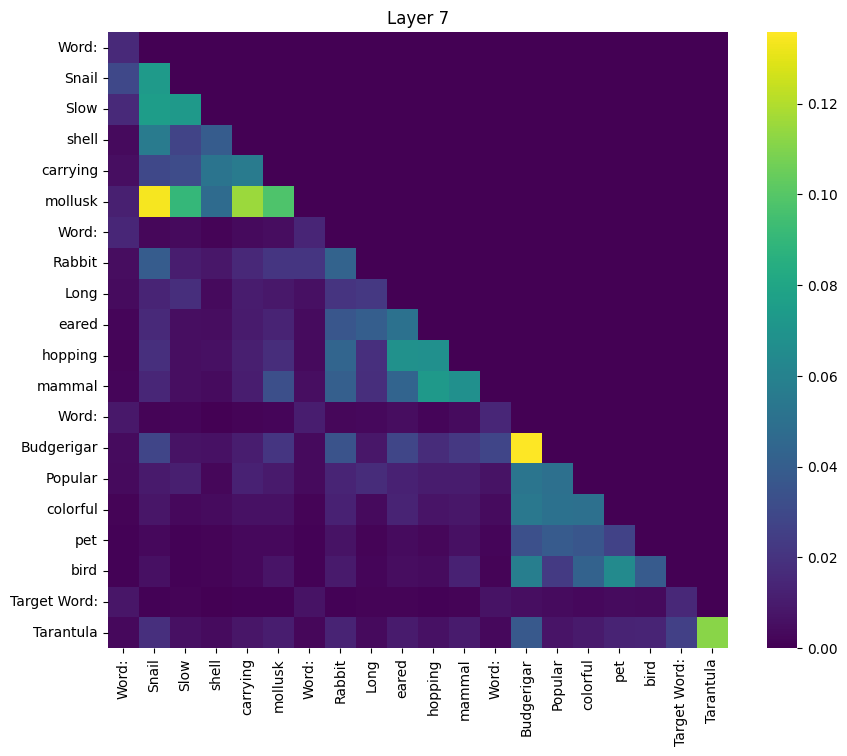 Layer 7
Word:
Snail
Slow
shell
carrying
mollusk
Word:
Rabbit
Long
eared
hopping
mammal
Word:
Budgerigar
Popular
colorful
pet
bird
Target Word:
Tarantula
Word:
Snail
Slow
shell
carrying
mollusk
Word:
Rabbit
Long
eared
hopping
mammal
Word:
Budgerigar
Popular
colorful
pet
bird
Target Word:
Tarantula
0.12
0.10
0.08
0.06
0.04
0.02
0.00